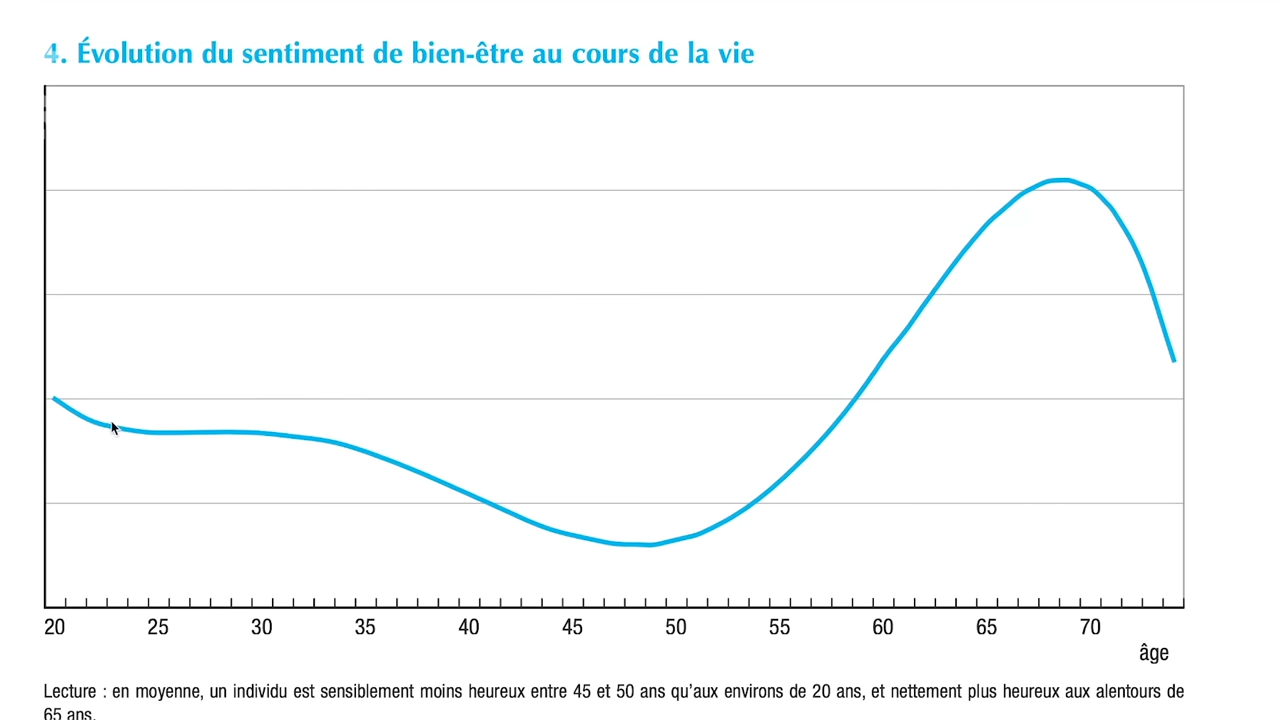 4. Évolution du sentiment de bien-être au cours de la vie
20 25 30 35 40 45 50 55 60 65 70
âge
Lecture : en moyenne, un individu est sensiblement moins heureux entre 45 et 50 ans qu'aux environs de 20 ans, et nettement plus heureux aux alentours de
65 ans.